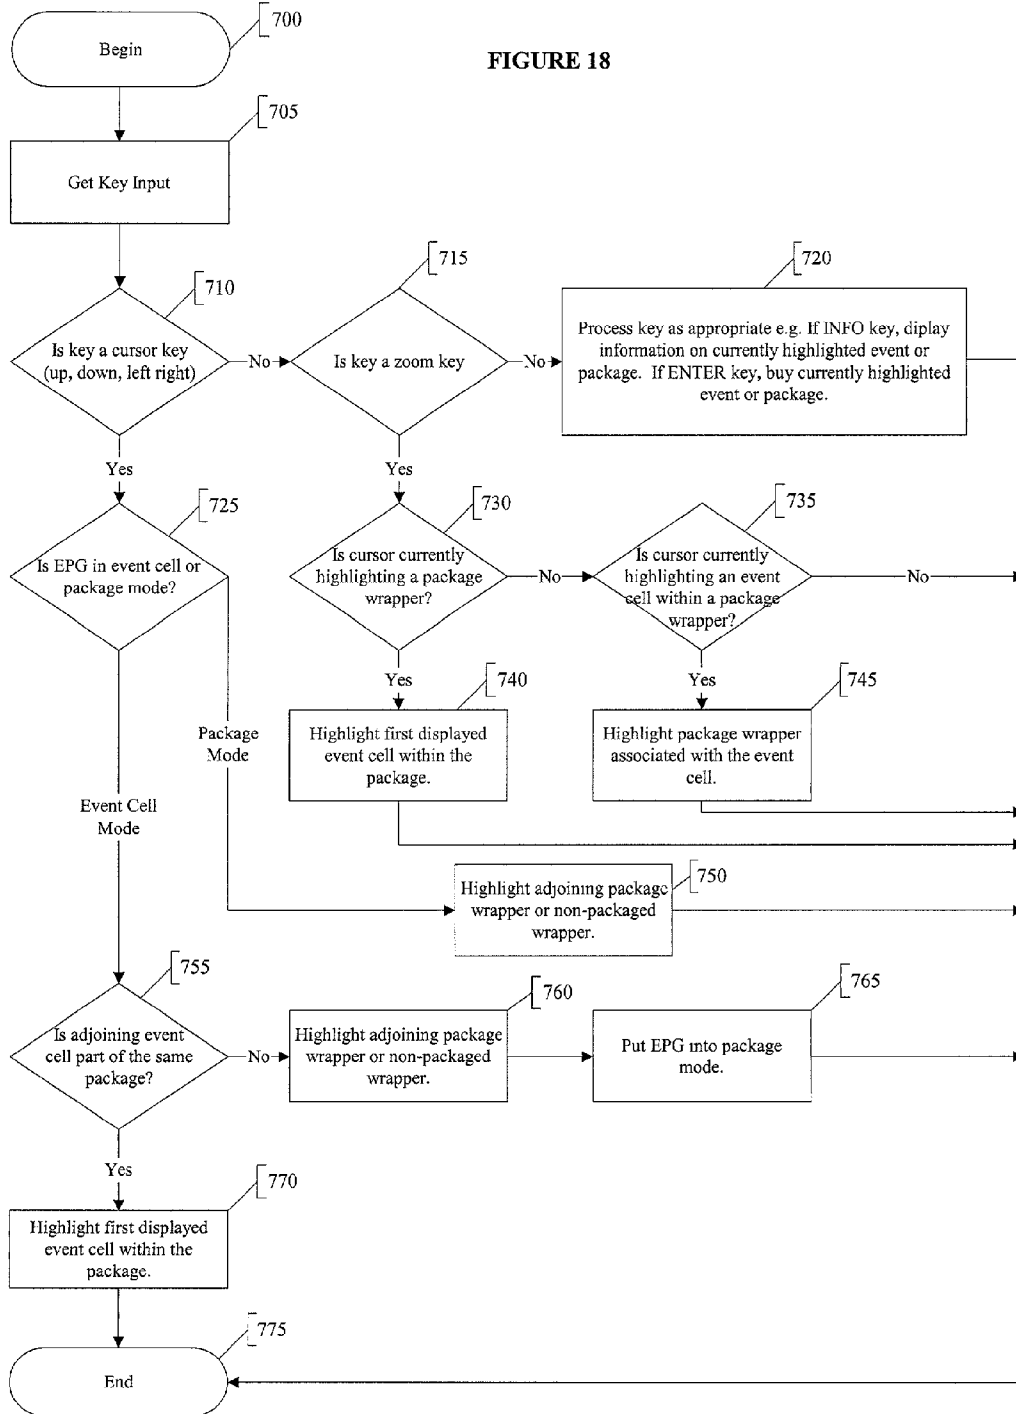 700
Begin
FIGURE 18
705
Get Key Input
710
Is key a cursor key
(up, down, left right)
No
715
Is key a zoom key
No
720
Process key as appropriate e.g. If INFO key, diplay
information on currently highlighted event or
package. If ENTER key, buy currently highlighted
event or package.
Yes
Yes
725
Is EPG in event cell or
package mode?
730
Is cursor currently
highlighting a package
wrapper?
No
735
Is cursor currently
highlighting an event
cell within a package
wrapper?
No
Yes
Yes
740
Highlight first displayed
event cell within the
package.
745
Highlight package wrapper
associated with the event
cell.
Package
Mode
Event Cell
Mode
750
Highlight adjoining package
wrapper or non-packaged
wrapper.
755
Is adjoining event
cell part of the same
package?
No
760
Highlight adjoining package
wrapper or non-packaged
wrapper.
765
Put EPG into package
mode.
Yes
770
Highlight first displayed
event cell within the
package.
775
End